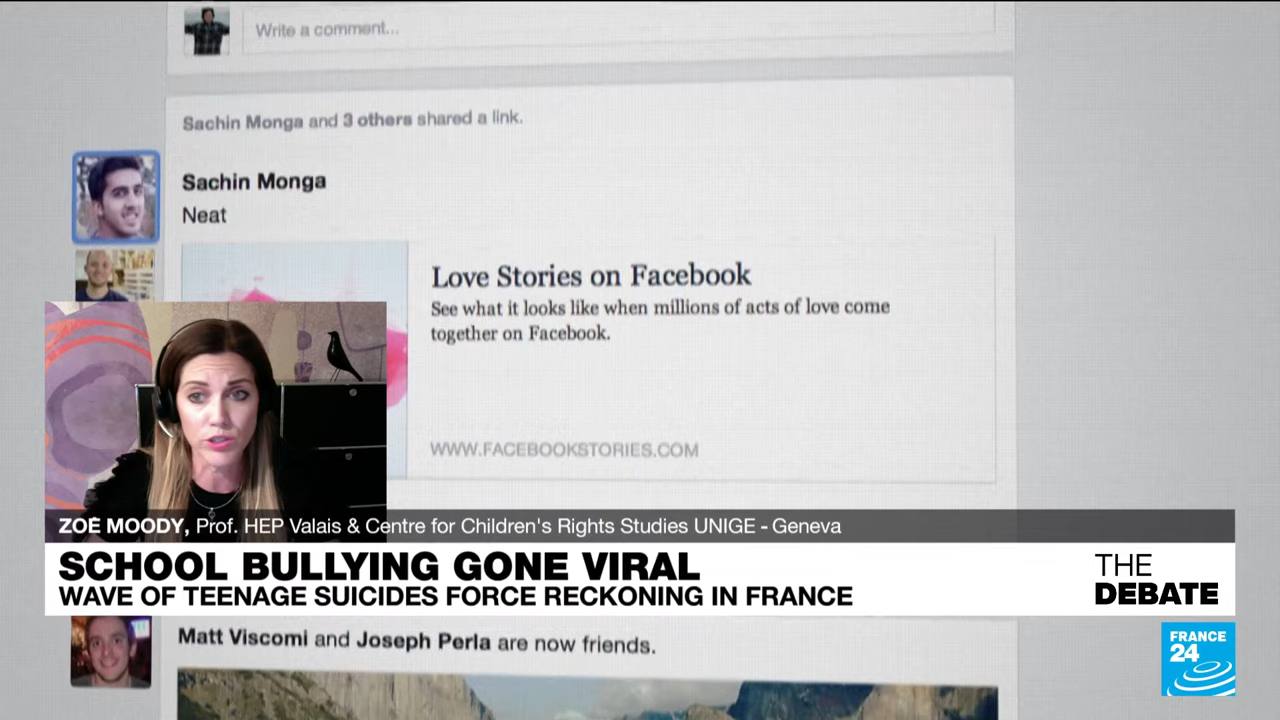 Write a comment...
Sachin Monga and 3 others shared a link.
Sachin Monga
Neat
Love Stories on Facebook
See what it looks like when millions of acts of love come
together on Facebook.
WWW.FACEBOOKSTORIES.COM
ZOÉ MOODY, Prof. HEP Valais & Centre for Children's Rights Studies UNIGE - Geneva
SCHOOL BULLYING GONE VIRAL
WAVE OF TEENAGE SUICIDES FORCE RECKONING IN FRANCE
THE
DEBATE
Matt Viscomi and Joseph Perla are now friends.
FRANCE
24